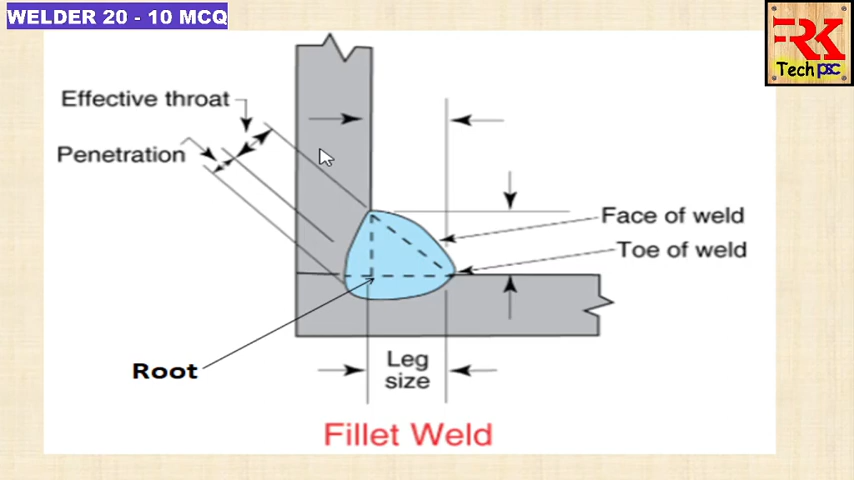 WELDER 20 - 10 MCQ
RK
Tech psc
Effective throat
Penetration
Face of weld
Toe of weld
Root
Leg
size
Fillet Weld